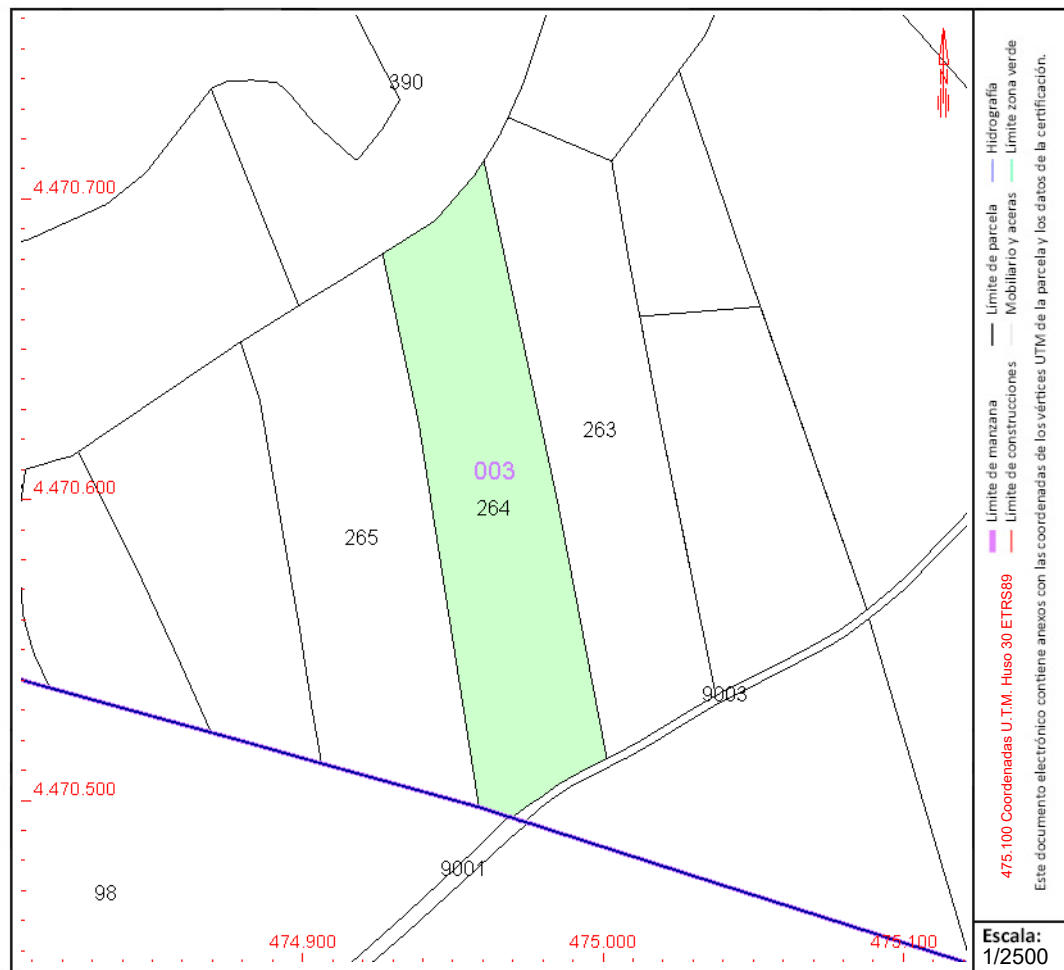 390
4.470.700
263
003
4.470.600
264
265
9003
4.470.500
9001
98
474.900
475.000
475.100
Límite de manzana
Límite de parcela
Hidrografía
Límite de construcciones
Mobiliario y aceras
Límite zona verde
475.100 Coordenadas U.T.M. Huso 30 ETRS89
Este documento electrónico contiene anexos con las coordenadas de los vértices UTM de la parcela y los datos de la certificación.
Escala:
1/2500